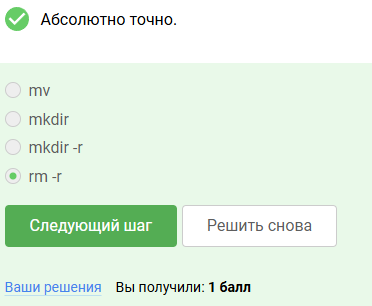 Абсолютно точно.
mv
mkdir
mkdir -r
rm -r
Следующий шаг
Решить снова
Ваши решения Вы получили: 1 балл